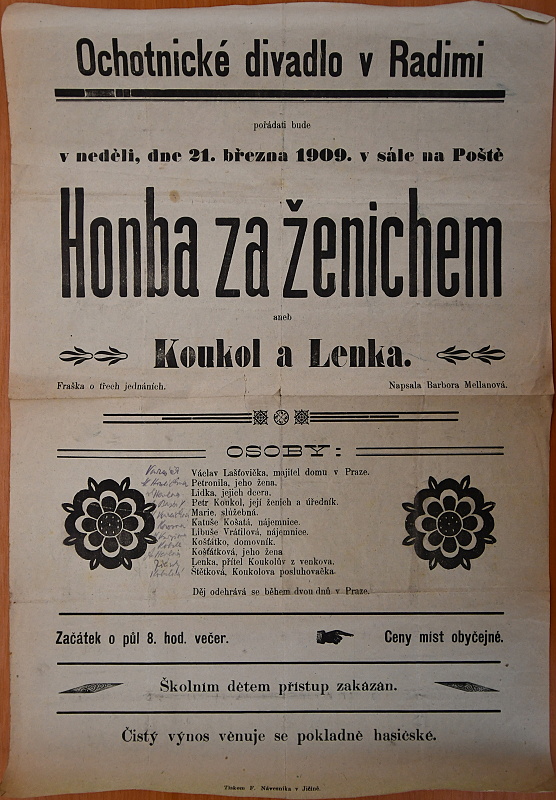 Ochotnické divadlo v Radimi
pořádati bude
v neděli, dne 21. března 1909. v sále na Poště
Honba za ženichem
aneb
Koukol a Lenka.
Fraška o třech jednáních. Napsala Barbora Mellanová.
OSOBY:
Václav Lašťovička, majitel domu v Praze.
Petronila, jeho žena.
Lidka, jejich dcera.
Petr Koukol, její ženich a úředník.
Marie, služebná.
Katuše Košatá, nájemnice.
Libuše Vrátilová, nájemnice.
Košťátko, domovník.
Košťátková, jeho žena
Lenka, přítel Koukolův z venkova.
Štětková, Koukolova posluhovačka.
Děj odehrává se během dvou dnů v Praze.
Začátek o půl 8. hod. večer. Ceny míst obyčejné.
Školním dětem přístup zakázán.
Čistý výnos věnuje se pokladně hasičské.
Tiskem F. Návesníka v Jičíně.